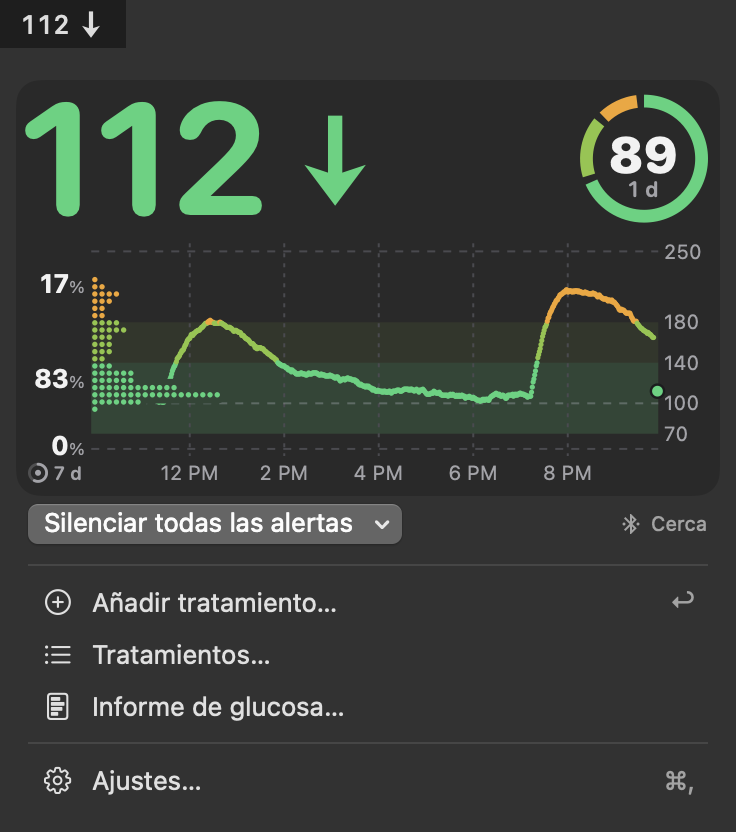 112 ↓
112 ↓
89
1 d
250
17%
180
140
83%
100
70
0%
7 d 12 PM 2 PM 4 PM 6 PM 8 PM
Silenciar todas las alertas
Cerca
Añadir tratamiento...
Tratamientos...
Informe de glucosa...
Ajustes... ⌘,